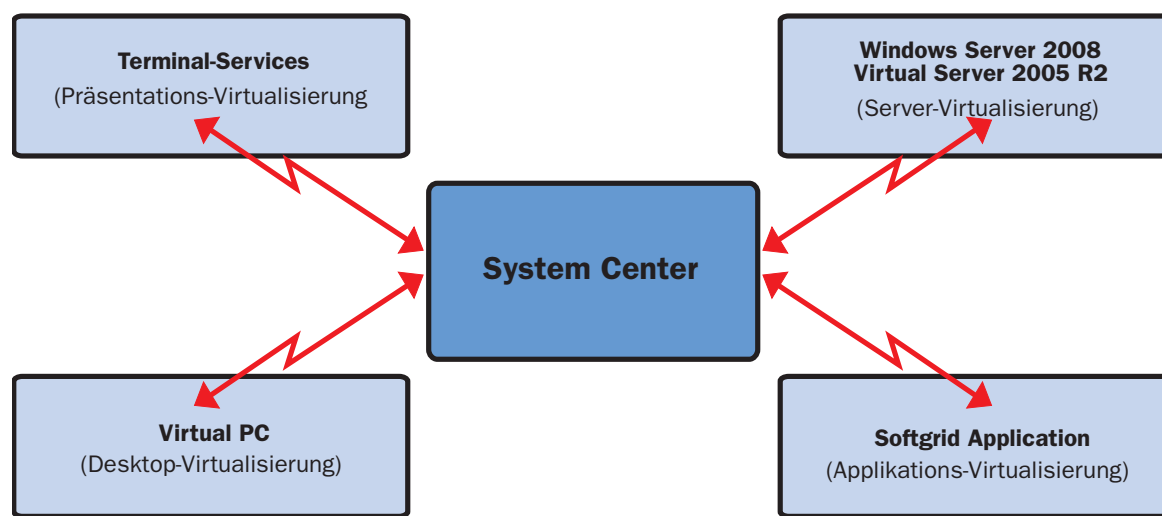 Terminal-Services
(Präsentations-Virtualisierung
Windows Server 2008
Virtual Server 2005 R2
(Server-Virtualisierung)
System Center
Virtual PC
(Desktop-Virtualisierung)
Softgrid Application
(Applikations-Virtualisierung)